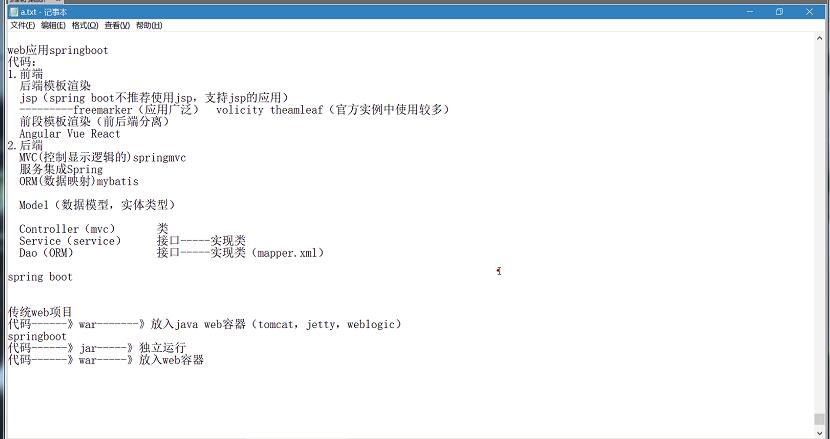 a.txt - 记事本
文件(F) 编辑(E) 格式(O) 查看(V) 帮助(H)
web应用springboot
代码：
1.前端
后端模板渲染
jsp（spring boot不推荐使用jsp，支持jsp的应用）
---------freemarker（应用广泛） volicity theamleaf（官方实例中使用较多）
前段模板渲染（前后端分离）
Angular Vue React
2.后端
MVC(控制显示逻辑的)springmvc
服务集成Spring
ORM(数据映射)mybatis
Model（数据模型，实体类型）
Controller（mvc） 类
Service（service） 接口-----实现类
Dao（ORM） 接口-----实现类（mapper.xml）
spring boot
传统web项目
代码------》war-------》放入java web容器（tomcat，jetty，weblogic）
springboot
代码------》jar-----》独立运行
代码------》war-----》放入web容器